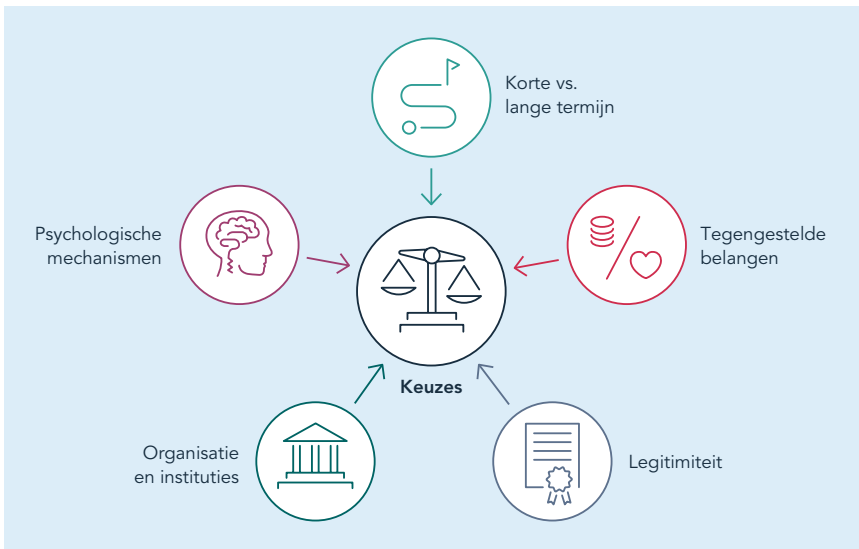 Korte vs.
lange termijn
Psychologische
mechanismen
Tegengestelde
belangen
Keuzes
Organisatie
en instituties
Legitimiteit